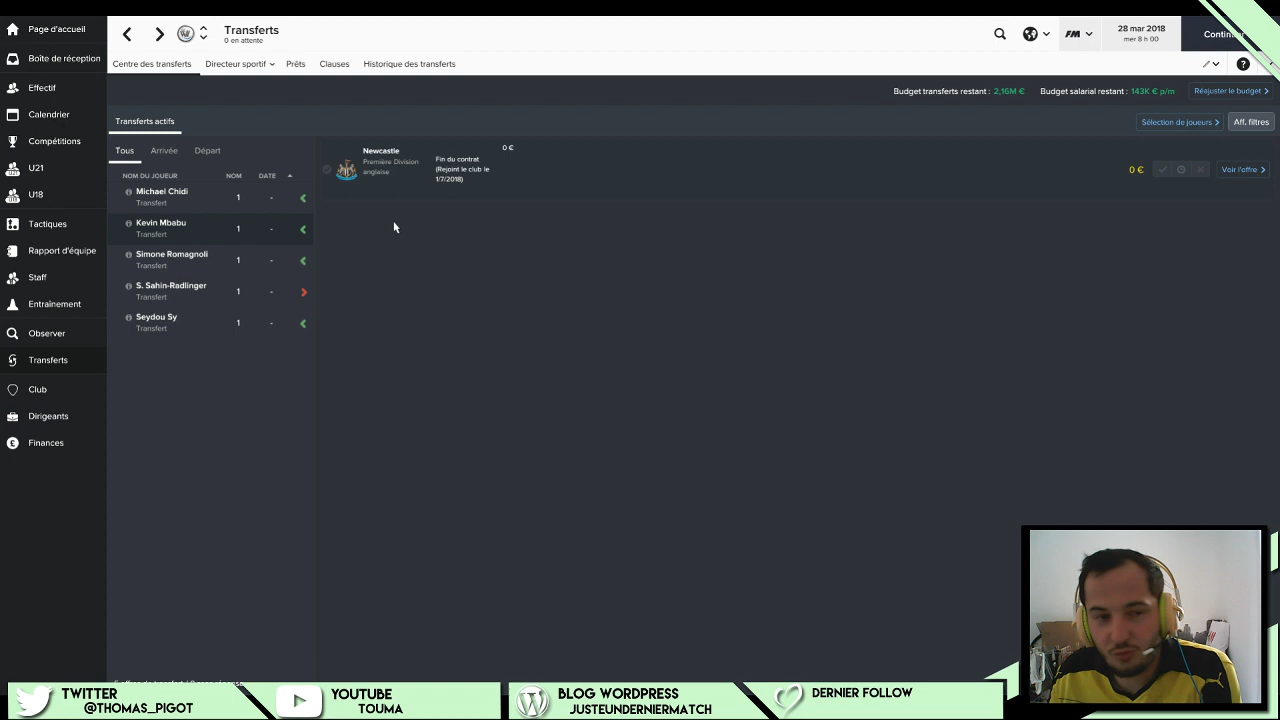 Page d'accueil
Boîte de réception
Effectif
Calendrier
Compétitions
U21
U18
Tactiques
Rapport d'équipe
Staff
Entraînement
Observer
Transferts
Club
Dirigeants
Finances
Transferts
0 en attente
FM
28 mar 2018
mer 8 h 00
Centre des transferts
Directeur sportif
Prêts
Clauses
Historique des transferts
Budget transferts restant : 2,16M €
Budget salarial restant : 143K € p/m
Réajuster le budget
Transferts actifs
Sélection de joueurs
Aff. filtres
Tous
Arrivée
Départ
NOM DU JOUEUR
NOM
DATE
Michael Chidi
Transfert
1
-
Kevin Mbabu
Transfert
1
-
Simone Romagnoli
Transfert
1
-
S. Sahin-Radlinger
Transfert
1
-
Seydou Sy
Transfert
1
-
Newcastle
Première Division
anglaise
Fin du contrat
(Rejoint le club le
1/7/2018)
0 €
0 €
Voir l'offre
TWITTER
@THOMAS_PIGOT
YOUTUBE
TOUMA
BLOG WORDPRESS
JUSTEUNDERNIERMATCH
DERNIER FOLLOW